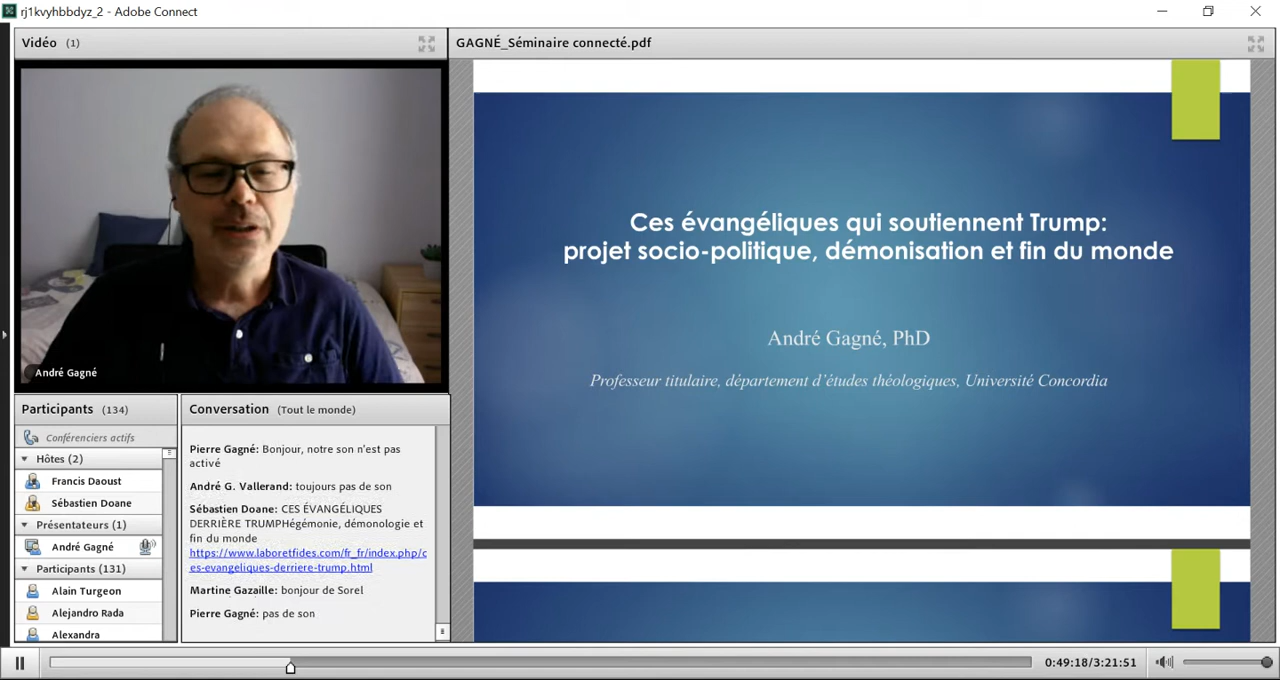 rj1kvyhbbdyz_2 - Adobe Connect
Vidéo (1)
André Gagné
GAGNÉ_Séminaire connecté.pdf
Ces évangéliques qui soutiennent Trump:
projet socio-politique, démonisation et fin du monde
André Gagné, PhD
Professeur titulaire, département d’études théologiques, Université Concordia
Participants (134)
Conférenciers actifs
Hôtes (2)
Francis Daoust
Sébastien Doane
Présentateurs (1)
André Gagné
Participants (131)
Alain Turgeon
Alejandro Rada
Alexandra
Conversation (Tout le monde)
Pierre Gagné: Bonjour, notre son n'est pas
activé
André G. Vallerand: toujours pas de son
Sébastien Doane: CES ÉVANGÉLIQUES
DERRIÈRE TRUMPHégémonie, démonologie et
fin du monde
https://www.laboretfides.com/fr_fr/index.php/c
es-evangeliques-derriere-trump.html
Martine Gazaille: bonjour de Sorel
Pierre Gagné: pas de son
0:49:18/3:21:51